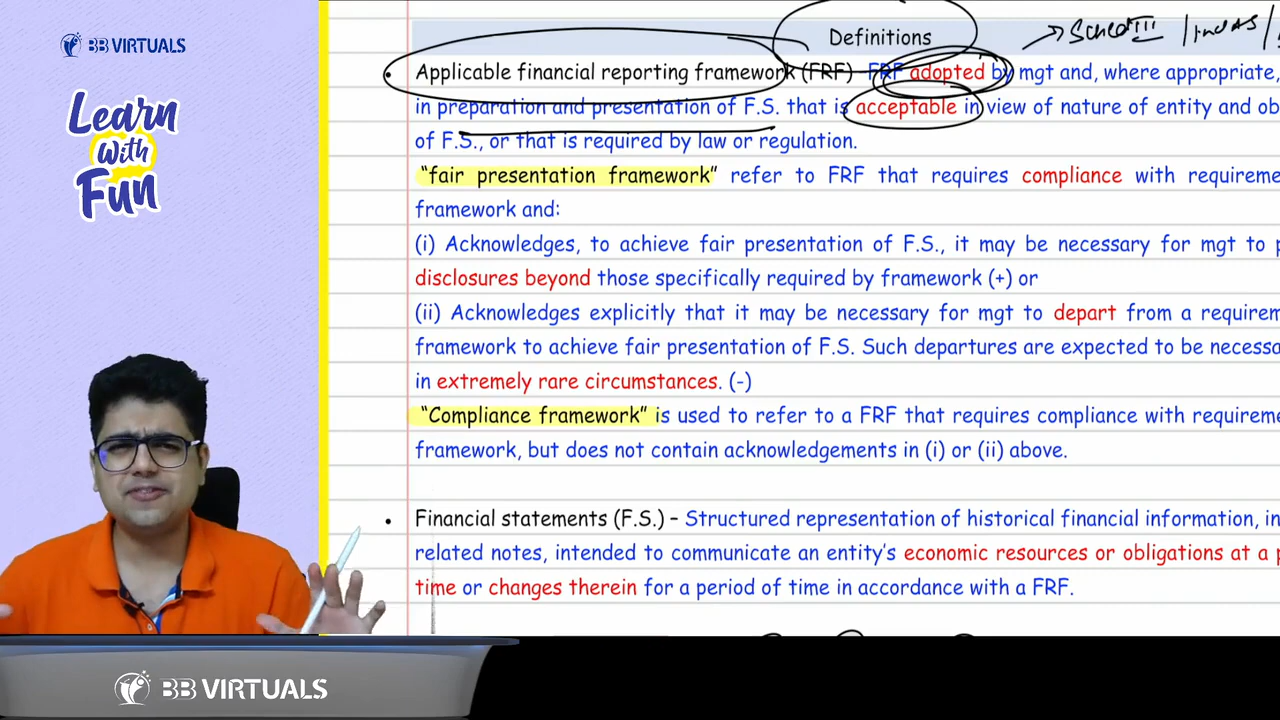 BB VIRTUALS
Learn
With
Fun
Definitions
Sched III / Ind AS /
• Applicable financial reporting framework (FRF) – FRF adopted by mgt and, where appropriate,
in preparation and presentation of F.S. that is acceptable in view of nature of entity and
of F.S., or that is required by law or regulation.
“fair presentation framework” refer to FRF that requires compliance with
framework and:
(i) Acknowledges, to achieve fair presentation of F.S., it may be necessary for mgt to
disclosures beyond those specifically required by framework (+) or
(ii) Acknowledges explicitly that it may be necessary for mgt to depart from a
framework to achieve fair presentation of F.S. Such departures are expected to be
in extremely rare circumstances. (-)
“Compliance framework” is used to refer to a FRF that requires compliance with
framework, but does not contain acknowledgements in (i) or (ii) above.
• Financial statements (F.S.) – Structured representation of historical financial information,
related notes, intended to communicate an entity’s economic resources or obligations at a
time or changes therein for a period of time in accordance with a FRF.
BB VIRTUALS